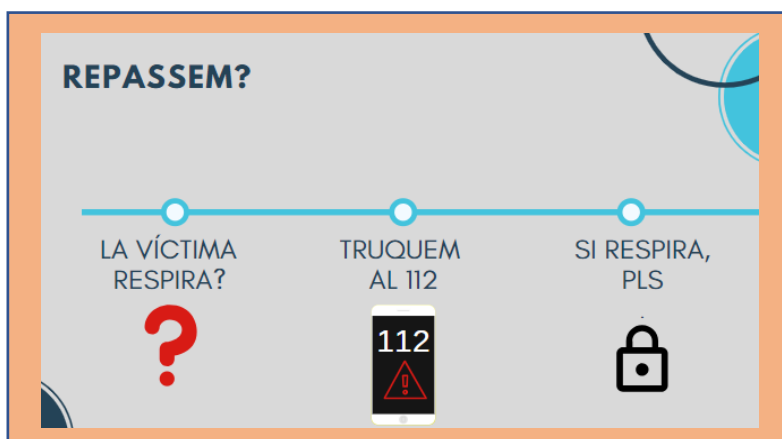 REPASSEM?
LA VÍCTIMA
RESPIRA?
TRUQUEM
AL 112
SI RESPIRA,
PLS
112